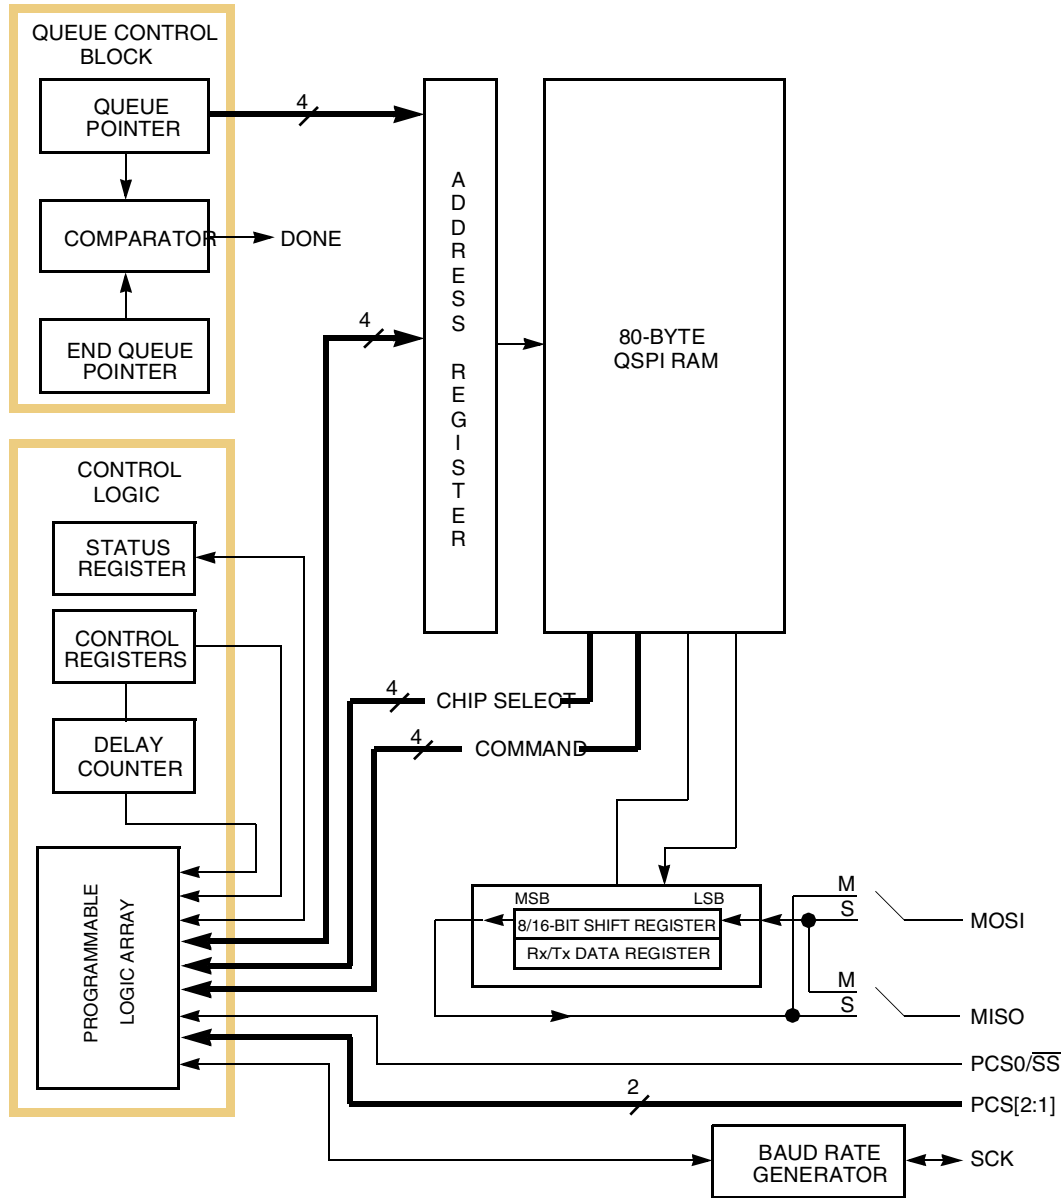 QUEUE CONTROL
BLOCK
QUEUE
POINTER
4
COMPARATOR
DONE
END QUEUE
POINTER
4
ADDRESS REGISTER
80-BYTE
QSPI RAM
CONTROL
LOGIC
STATUS
REGISTER
CONTROL
REGISTERS
4
CHIP SELECT
DELAY
COUNTER
4
COMMAND
PROGRAMMABLE
LOGIC ARRAY
MSB
LSB
8/16-BIT SHIFT REGISTER
Rx/Tx DATA REGISTER
M
S
MOSI
M
S
MISO
PCS0/S̅S̅
2
PCS[2:1]
BAUD RATE
GENERATOR
SCK